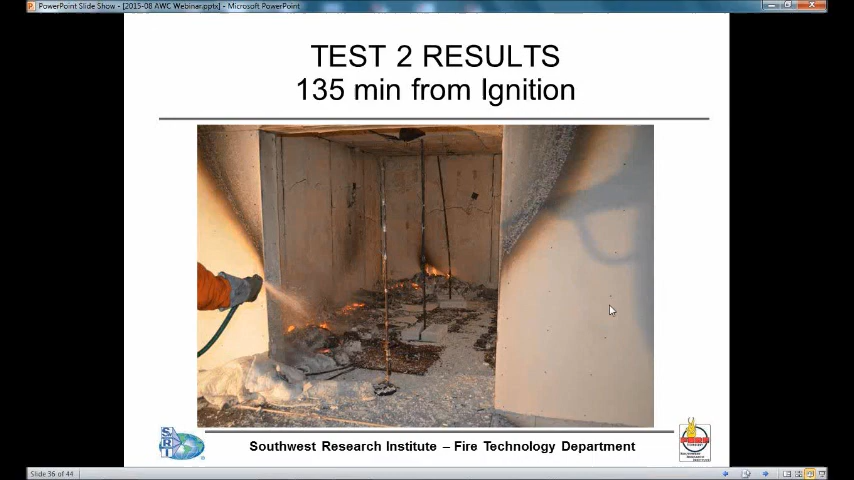 PowerPoint Slide Show - [2015-08 AWC Webinar.pptx] - Microsoft PowerPoint
TEST 2 RESULTS
135 min from Ignition
SRI
Southwest Research Institute – Fire Technology Department
Slide 36 of 44